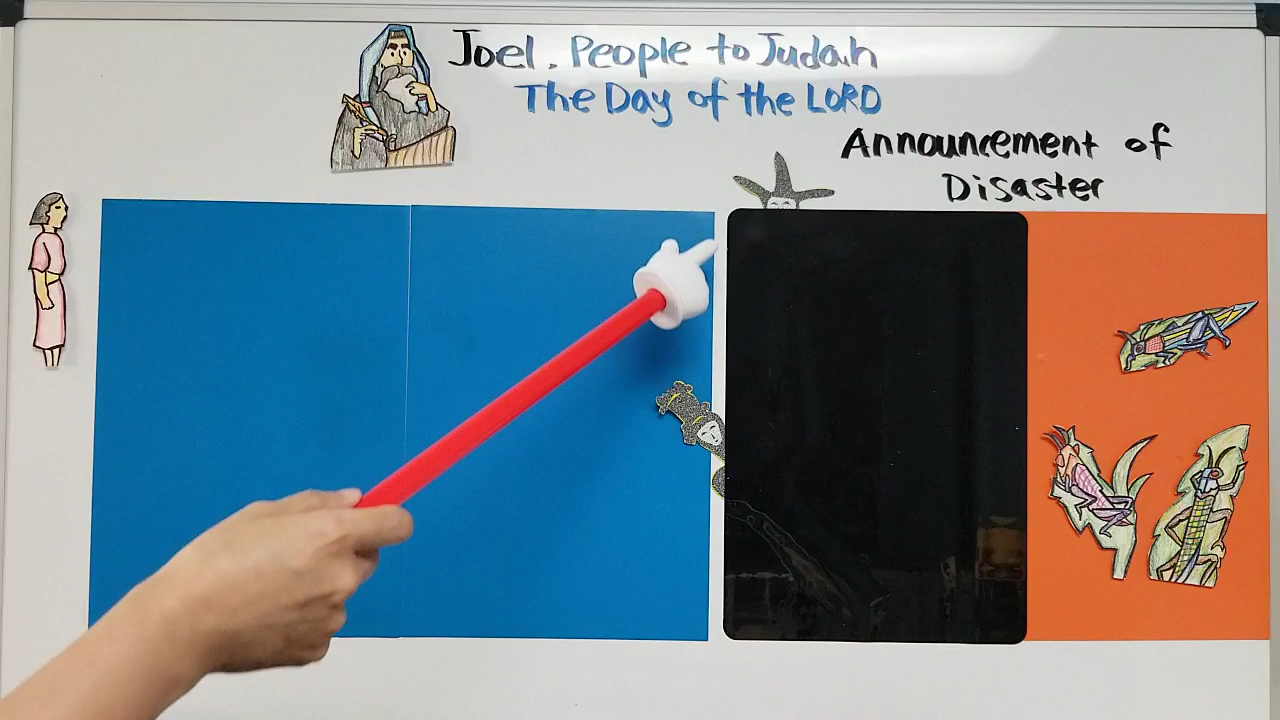 Joel. People to Judah
The Day of the LORD
Announcement of
Disaster